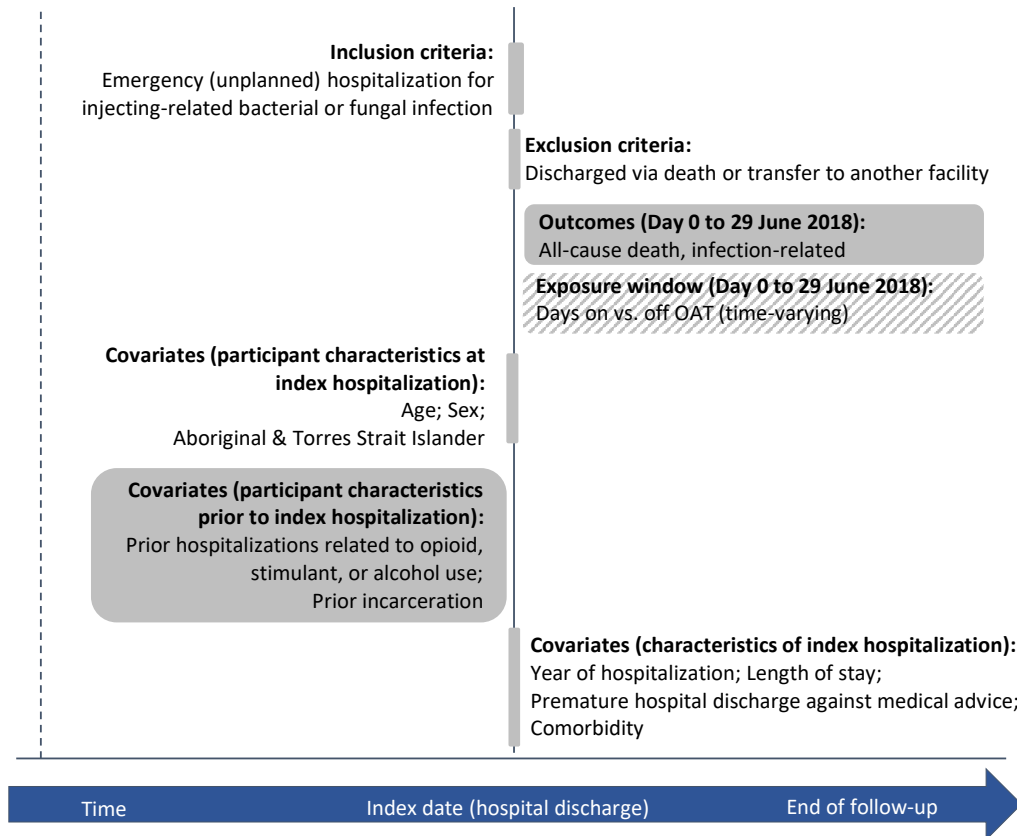 Inclusion criteria:
Emergency (unplanned) hospitalization for
injecting-related bacterial or fungal infection
Exclusion criteria:
Discharged via death or transfer to another facility
Outcomes (Day 0 to 29 June 2018):
All-cause death, infection-related
Exposure window (Day 0 to 29 June 2018):
Days on vs. off OAT (time-varying)
Covariates (participant characteristics at
index hospitalization):
Age; Sex;
Aboriginal & Torres Strait Islander
Covariates (participant characteristics
prior to index hospitalization):
Prior hospitalizations related to opioid,
stimulant, or alcohol use;
Prior incarceration
Covariates (characteristics of index hospitalization):
Year of hospitalization; Length of stay;
Premature hospital discharge against medical advice;
Comorbidity
Time Index date (hospital discharge) End of follow-up